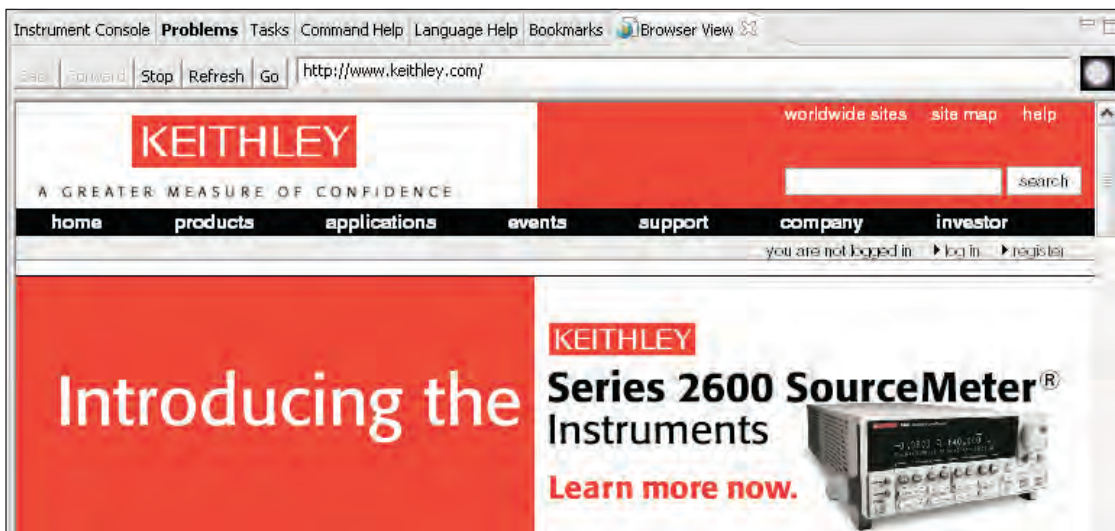 Instrument Console Problems Tasks Command Help Language Help Bookmarks Browser View
Back Forward Stop Refresh Go http://www.keithley.com/
worldwide sites site map help
KEITHLEY
A GREATER MEASURE OF CONFIDENCE
search
home products applications events support company investor
you are not logged in log in register
Introducing the
KEITHLEY
Series 2600 SourceMeter®
Instruments
Learn more now.